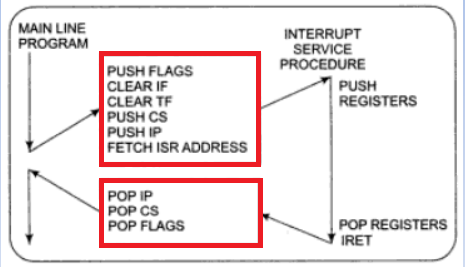 MAIN LINE
PROGRAM
PUSH FLAGS
CLEAR IF
CLEAR TF
PUSH CS
PUSH IP
FETCH ISR ADDRESS
POP IP
POP CS
POP FLAGS
INTERRUPT
SERVICE
PROCEDURE
PUSH
REGISTERS
POP REGISTERS
IRET